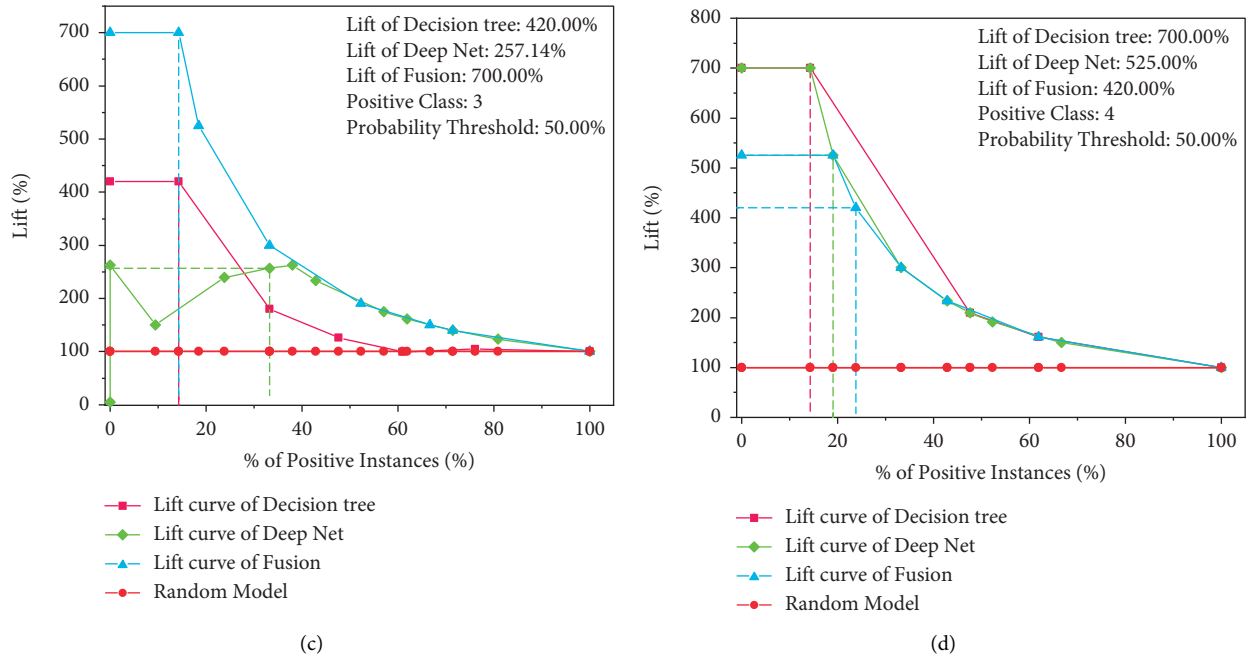 Lift of Decision tree: 420.00%
Lift of Deep Net: 257.14%
Lift of Fusion: 700.00%
Positive Class: 3
Probability Threshold: 50.00%
700
600
500
400
300
200
100
0
Lift (%)
0 20 40 60 80 100
% of Positive Instances (%)
Lift curve of Decision tree
Lift curve of Deep Net
Lift curve of Fusion
Random Model
(c)
Lift of Decision tree: 700.00%
Lift of Deep Net: 525.00%
Lift of Fusion: 420.00%
Positive Class: 4
Probability Threshold: 50.00%
800
700
600
500
400
300
200
100
0
Lift (%)
0 20 40 60 80 100
% of Positive Instances (%)
Lift curve of Decision tree
Lift curve of Deep Net
Lift curve of Fusion
Random Model
(d)